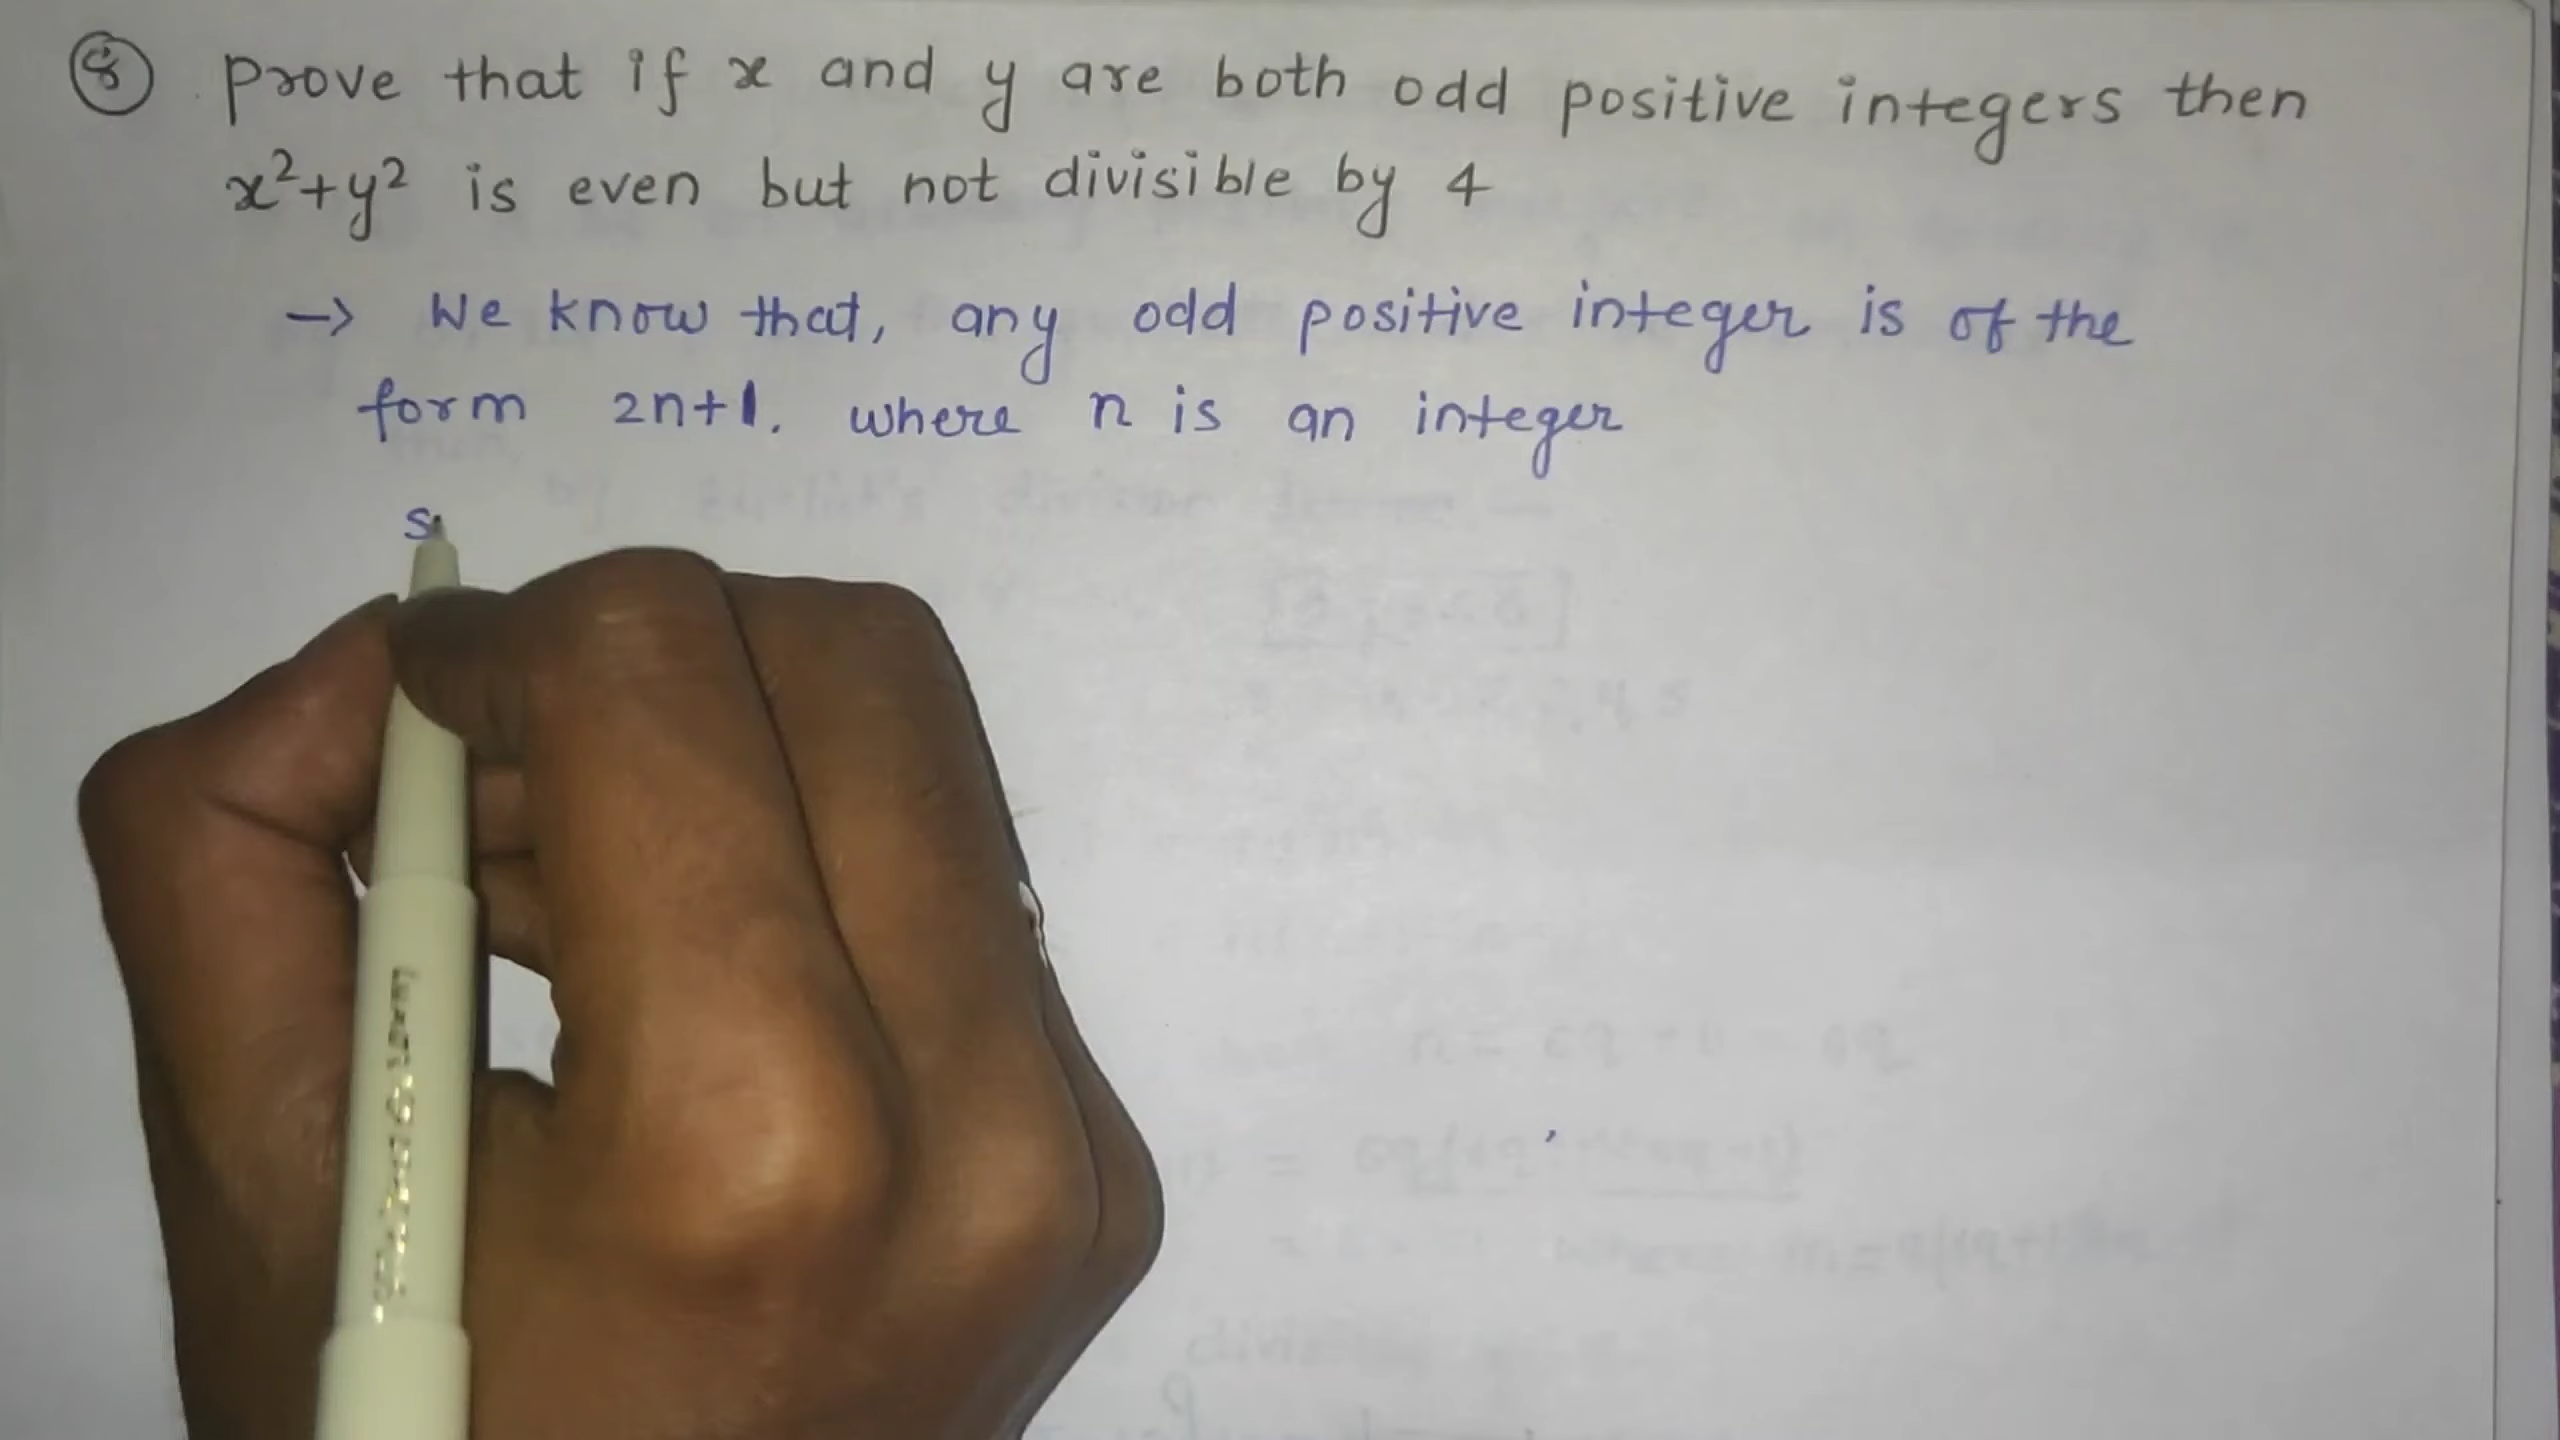 8 prove that if x and y are both odd positive integers then
x²+y² is even but not divisible by 4
→ We know that, any odd positive integer is of the
form 2n+1. where n is an integer